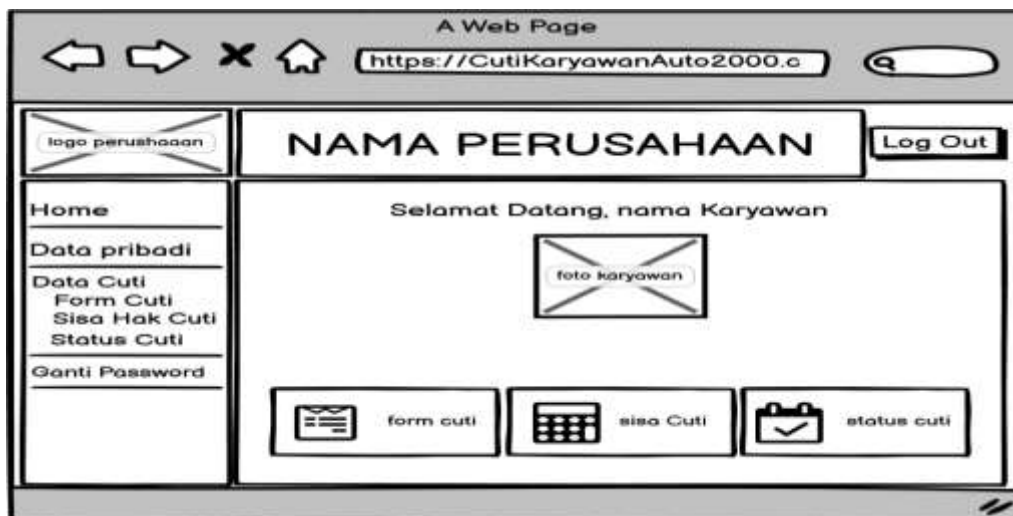 A Web Page
https://CutiKaryawanAuto2000.c
logo perushaaan
NAMA PERUSAHAAN
Log Out
Home
Data pribadi
Data Cuti
Form Cuti
Sisa Hak Cuti
Status Cuti
Ganti Password
Selamat Datang, nama Karyawan
foto karyawan
form cuti
sisa Cuti
status cuti